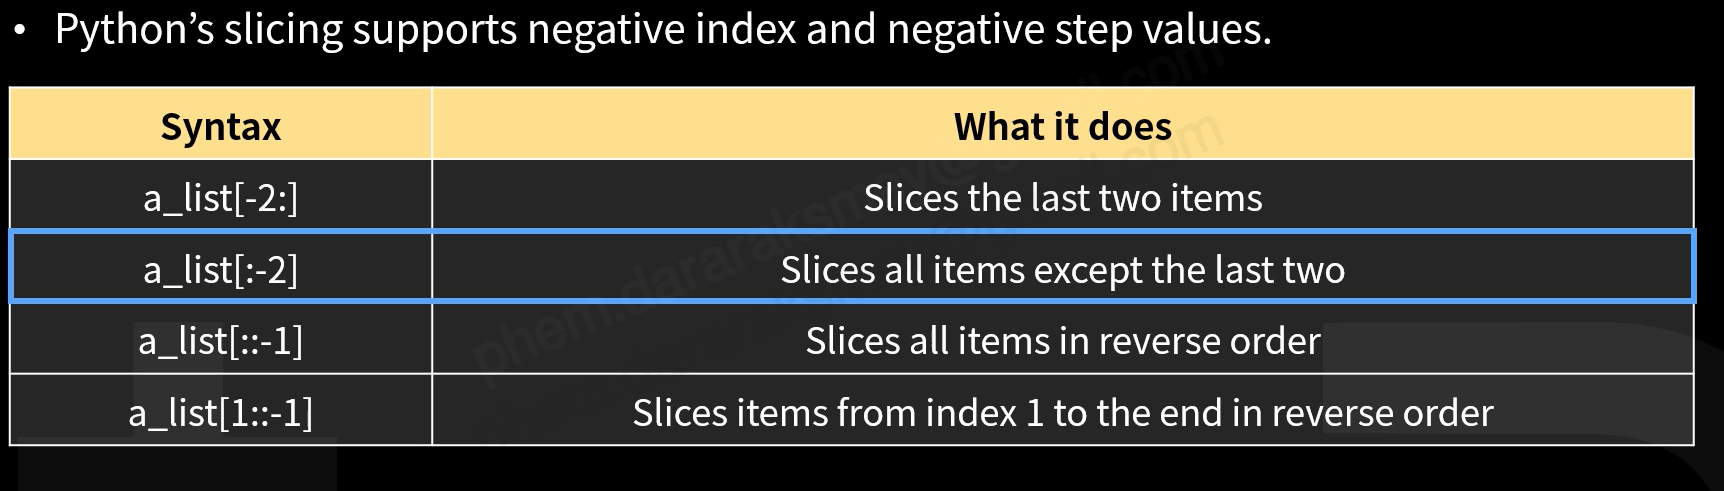 • Python’s slicing supports negative index and negative step values.
Syntax What it does
a_list[-2:] Slices the last two items
a_list[:-2] Slices all items except the last two
a_list[::-1] Slices all items in reverse order
a_list[1::-1] Slices items from index 1 to the end in reverse order